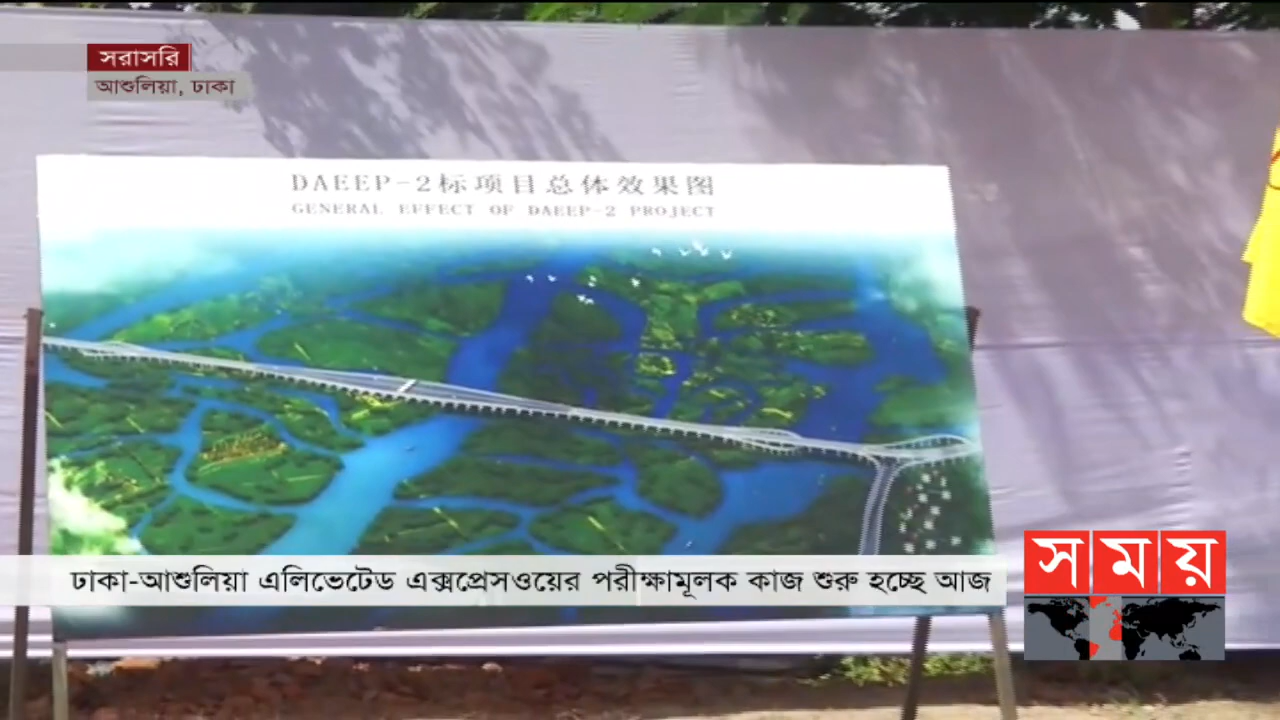 সরাসরি
আশুলিয়া, ঢাকা
DAEEP-2标项目总体效果图
GENERAL EFFECT OF DAEEP-2 PROJECT
ঢাকা-আশুলিয়া এলিভেটেড এক্সপ্রেসওয়ের পরীক্ষামূলক কাজ শুরু হচ্ছে আজ
সময়